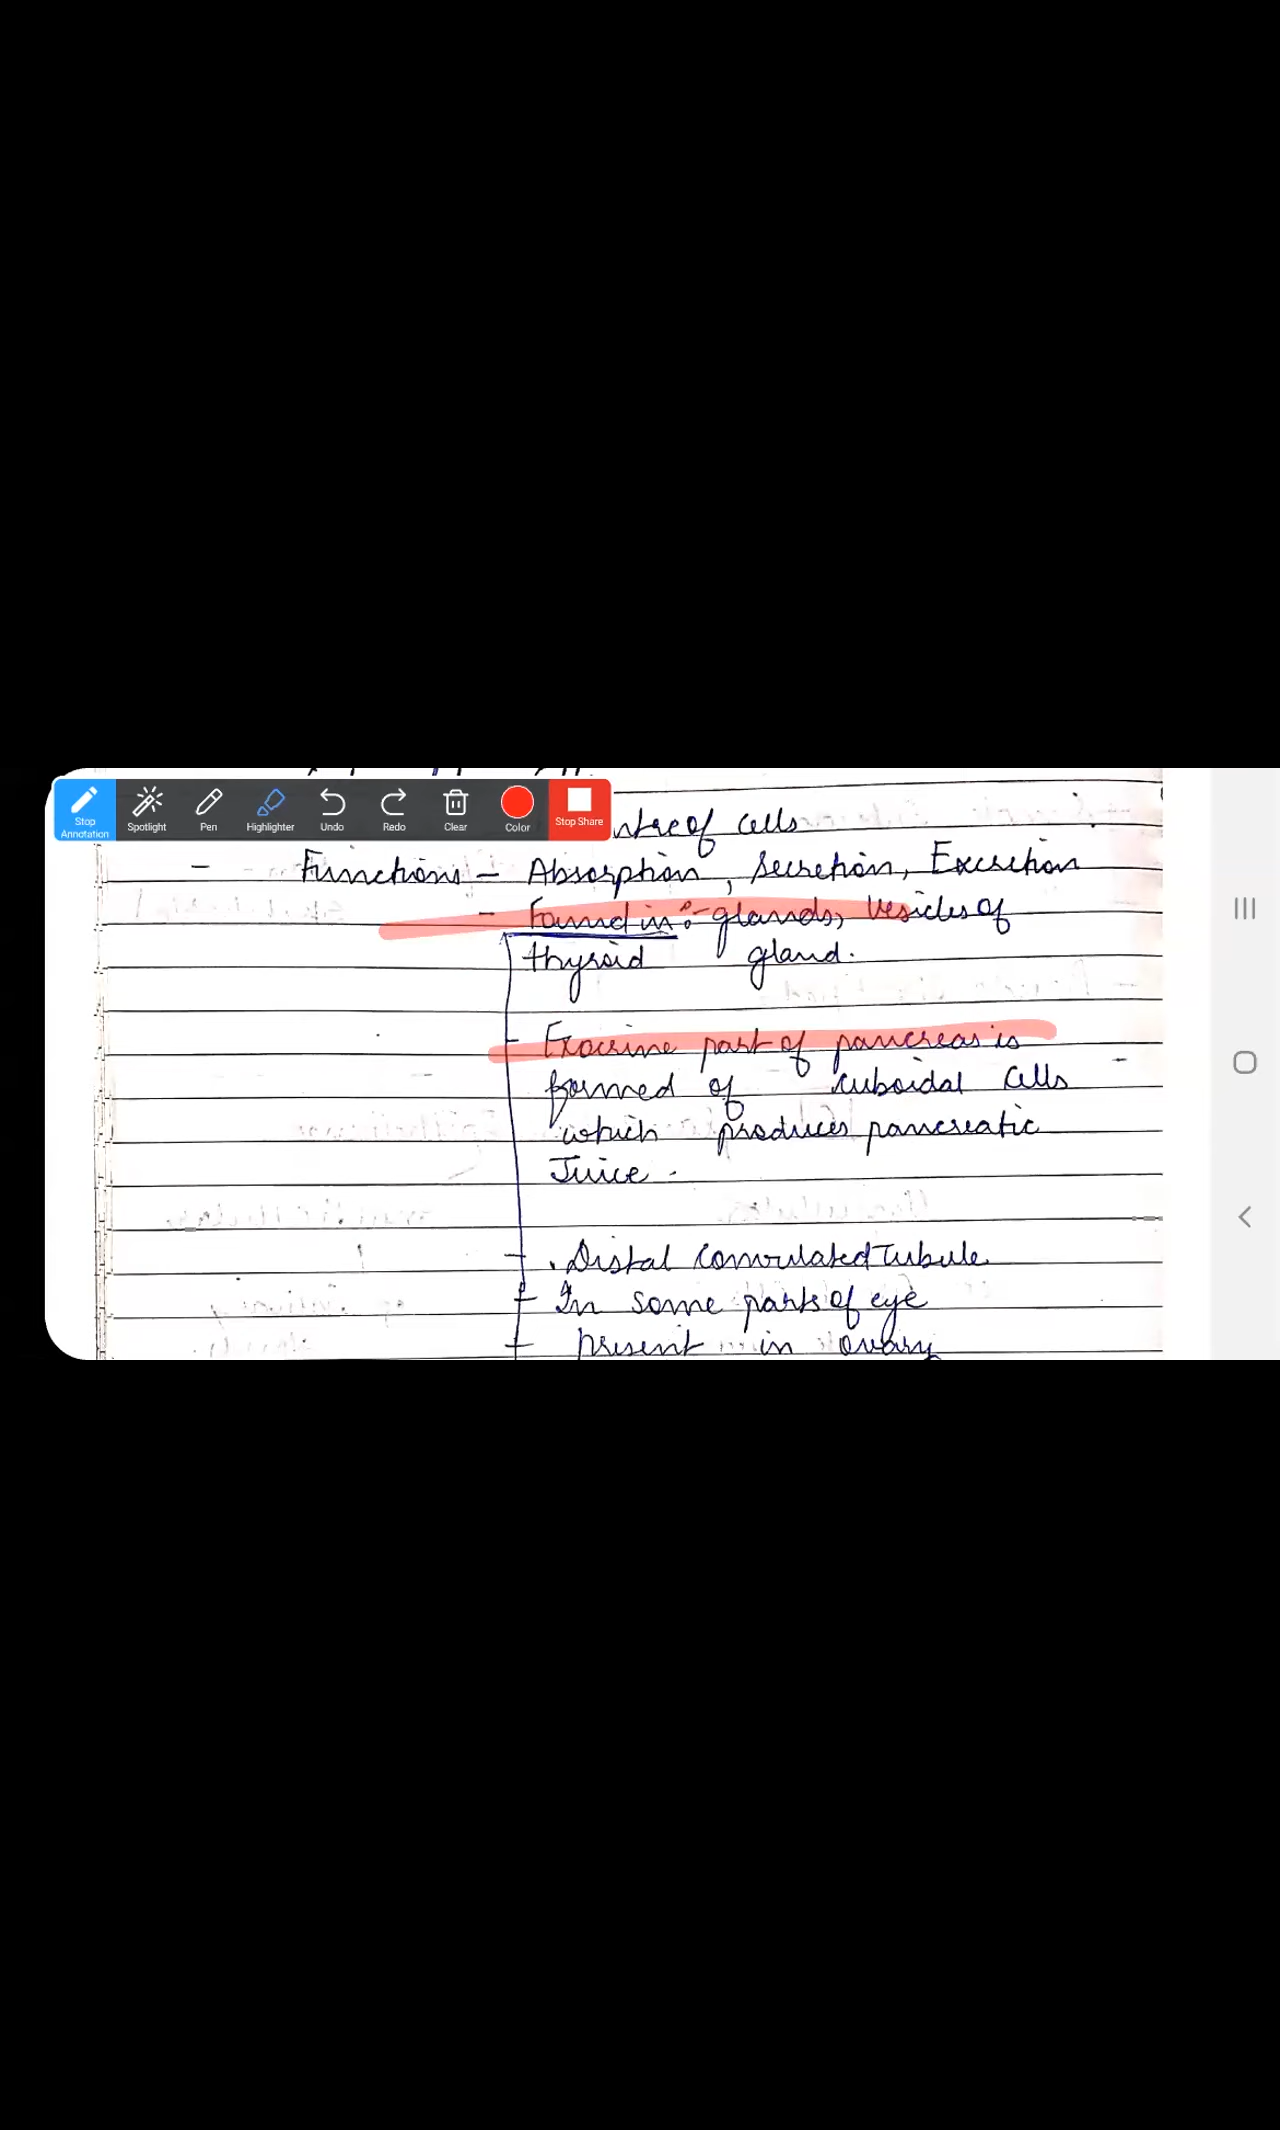 Stop Annotation
Spotlight
Pen
Highlighter
Undo
Redo
Clear
Color
Stop Share
ntre of cells
- Functions - Absorption, Secretion, Excretion
- Found in :- glands, Vesicles of
thyroid gland.
- Exocrine part of pancreas is
formed of cuboidal cells
which produces pancreatic
Juice.
- . Distal Convulated Tubule
- In some parts of eye
- present in ovary